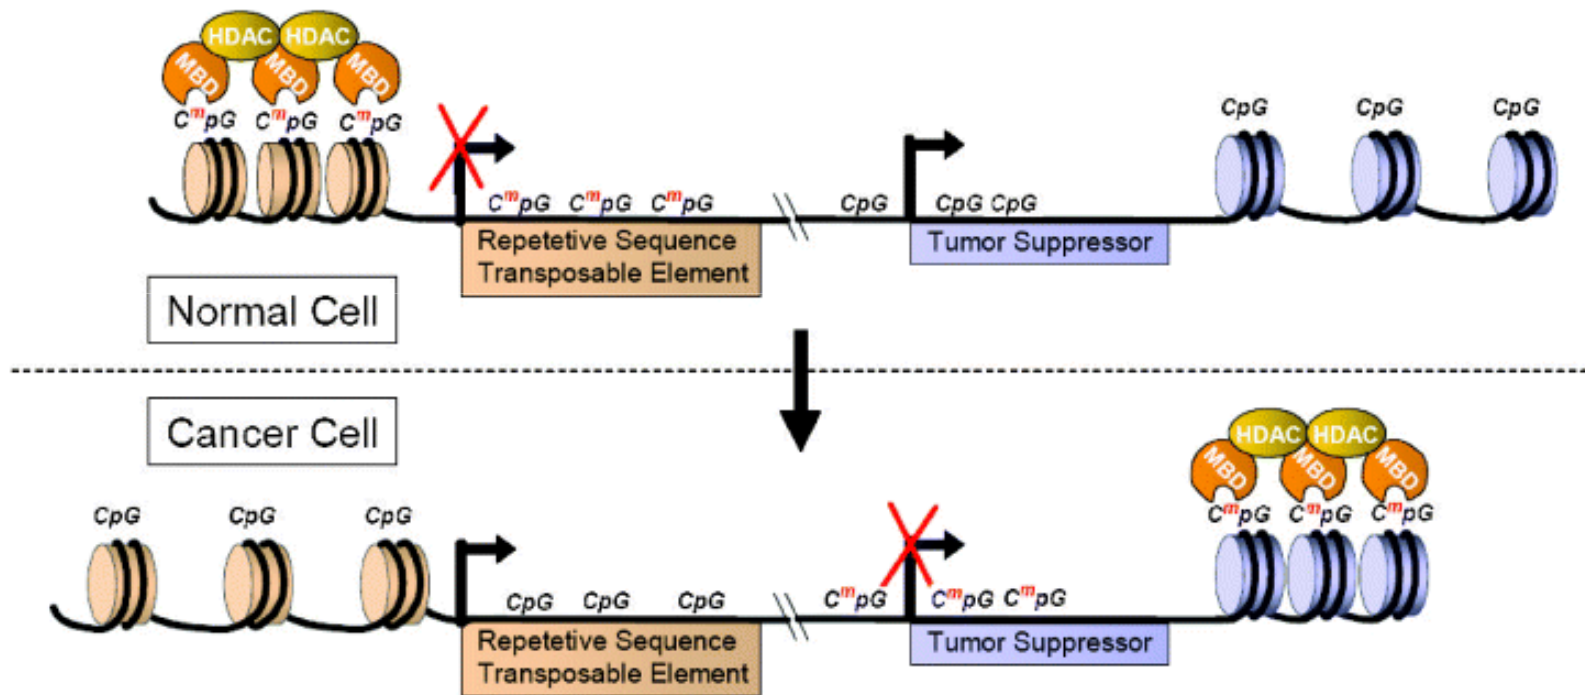 HDAC HDAC
MBD MBD MBD
CmpG CmpG CmpG
CpG CpG CpG
CmpG CmpG CmpG
CpG
CpG CpG
Repetetive Sequence
Transposable Element
Tumor Suppressor
Normal Cell
Cancer Cell
HDAC HDAC
MBD MBD MBD
CmpG CmpG CmpG
CpG CpG CpG
CpG CpG CpG
CmpG
CmpG CmpG
Repetetive Sequence
Transposable Element
Tumor Suppressor